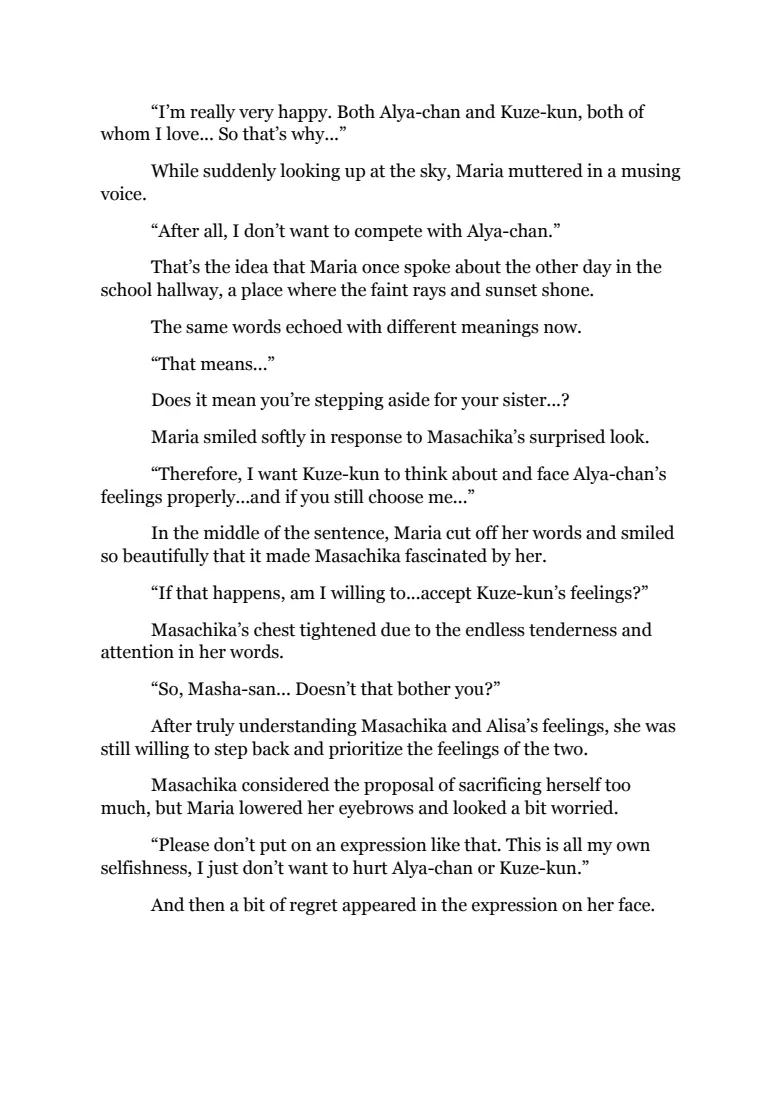 “I’m really very happy. Both Alya-chan and Kuze-kun, both of
whom I love... So that’s why...”
While suddenly looking up at the sky, Maria muttered in a musing
voice.
“After all, I don’t want to compete with Alya-chan.”
That’s the idea that Maria once spoke about the other day in the
school hallway, a place where the faint rays and sunset shone.
The same words echoed with different meanings now.
“That means...”
Does it mean you’re stepping aside for your sister...?
Maria smiled softly in response to Masachika’s surprised look.
“Therefore, I want Kuze-kun to think about and face Alya-chan’s
feelings properly...and if you still choose me...”
In the middle of the sentence, Maria cut off her words and smiled
so beautifully that it made Masachika fascinated by her.
“If that happens, am I willing to...accept Kuze-kun’s feelings?”
Masachika’s chest tightened due to the endless tenderness and
attention in her words.
“So, Masha-san... Doesn’t that bother you?”
After truly understanding Masachika and Alisa’s feelings, she was
still willing to step back and prioritize the feelings of the two.
Masachika considered the proposal of sacrificing herself too
much, but Maria lowered her eyebrows and looked a bit worried.
“Please don’t put on an expression like that. This is all my own
selfishness, I just don’t want to hurt Alya-chan or Kuze-kun.”
And then a bit of regret appeared in the expression on her face.